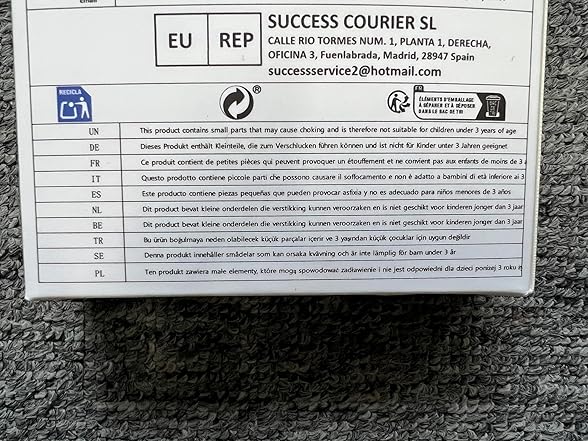 Email
EU REP
SUCCESS COURIER SL
CALLE RIO TORMES NUM. 1, PLANTA 1, DERECHA,
OFICINA 3, Fuenlabrada, Madrid, 28947 Spain
successservice2@hotmail.com
RECICLA
®
FR
ÉLÉMENTS D'EMBALLAGE
À SÉPARER ET À DÉPOSER
DANS LE BAC DE TRI
UN This product contains small parts that may cause choking and is therefore not suitable for children under 3 years of age
DE Dieses Produkt enthält Kleinteile, die zum Verschlucken führen können und ist nicht für Kinder unter 3 Jahren geeignet
FR Ce produit contient de petites pièces qui peuvent provoquer un étouffement et ne convient pas aux enfants de moins de 3
IT Questo prodotto contiene piccole parti che possono causare il soffocamento e non è adatto a bambini di età inferiore ai 3
ES Este producto contiene piezas pequeñas que pueden provocar asfixia y no es adecuado para niños menores de 3 años
NL Dit product bevat kleine onderdelen die verstikking kunnen veroorzaken en is niet geschikt voor kinderen jonger dan 3 jaar
BE Dit product bevat kleine onderdelen die verstikking kunnen veroorzaken en is niet geschikt voor kinderen jonger dan 3 jaar
TR Bu ürün boğulmaya neden olabilecek küçük parçalar içerir ve 3 yaşından küçük çocuklar için uygun değildir
SE Denna produkt innehåller smådelar som kan orsaka kvävning och är inte lämplig för barn under 3 år
PL Ten produkt zawiera małe elementy, które mogą spowodować zadławienie i nie jest odpowiedni dla dzieci poniżej 3 roku